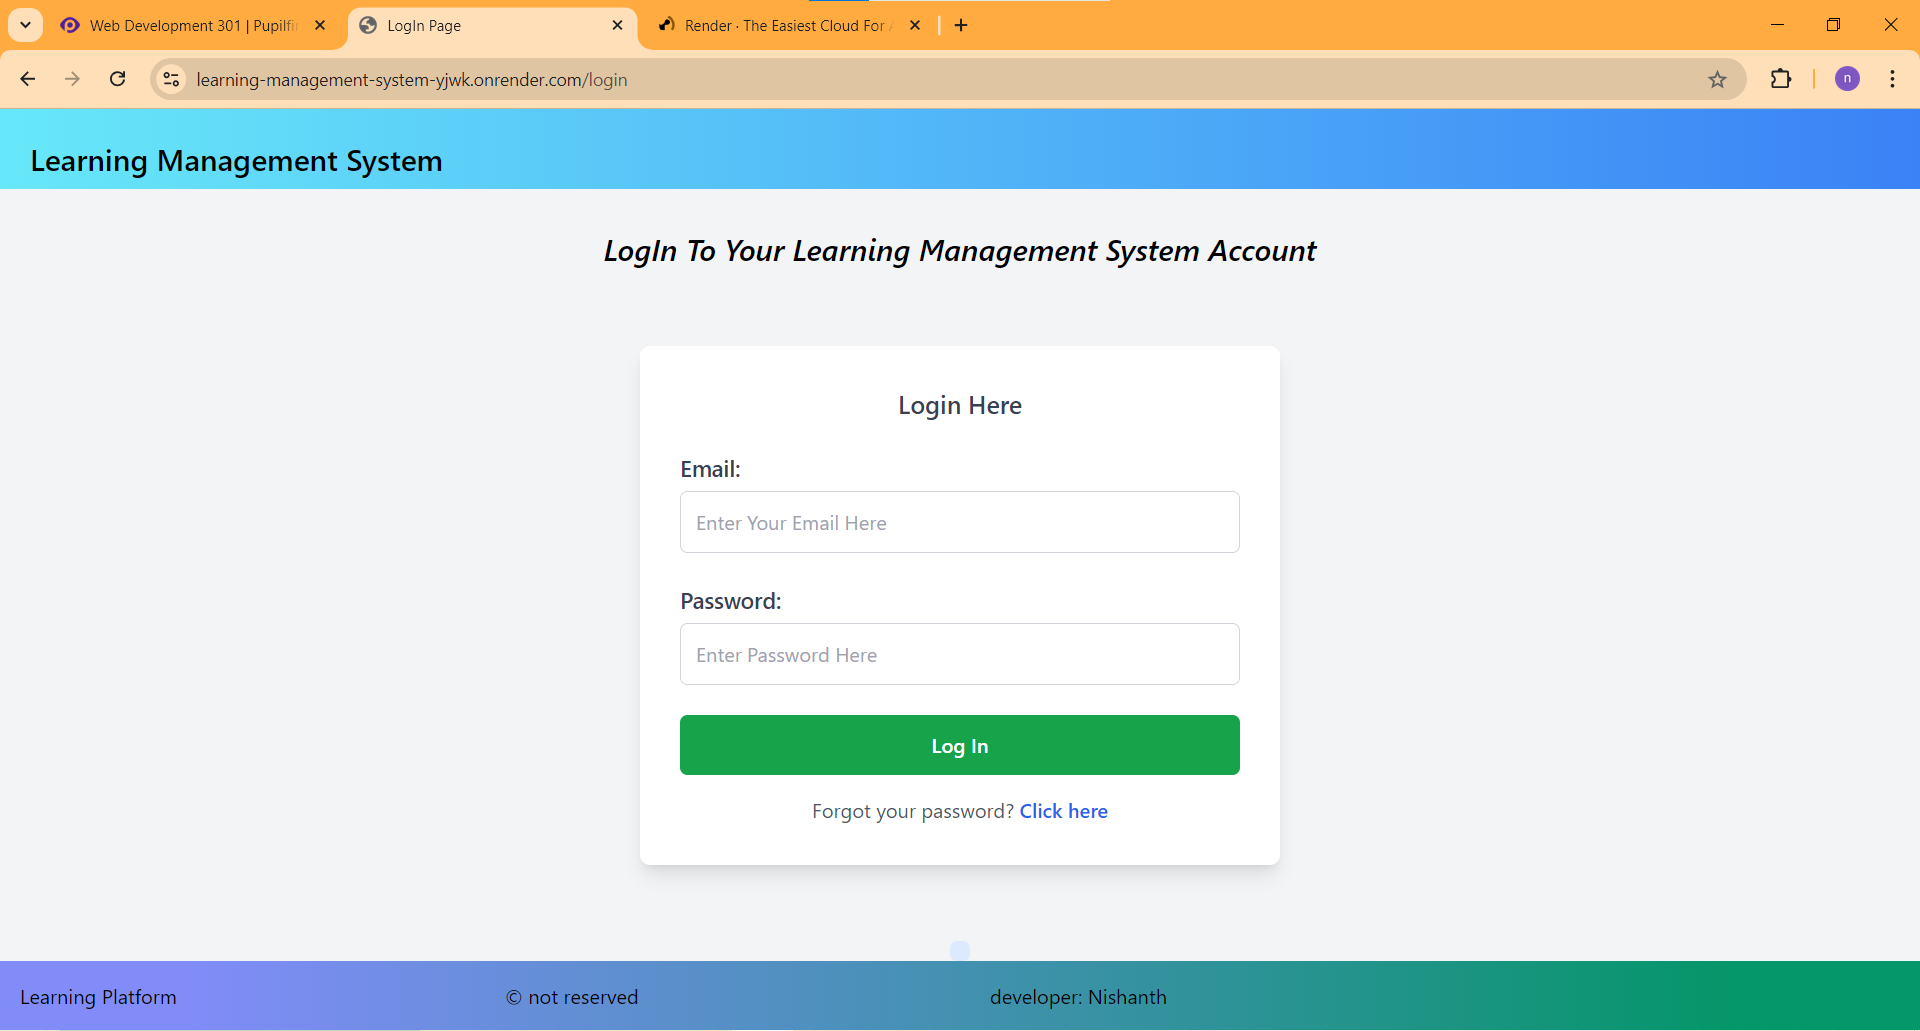 Web Development 301 | Pupilfi
LogIn Page
Render · The Easiest Cloud For
learning-management-system-yjwk.onrender.com/login
n
Learning Management System
LogIn To Your Learning Management System Account
Login Here
Email:
Enter Your Email Here
Password:
Enter Password Here
Log In
Forgot your password? Click here
Learning Platform
© not reserved
developer: Nishanth